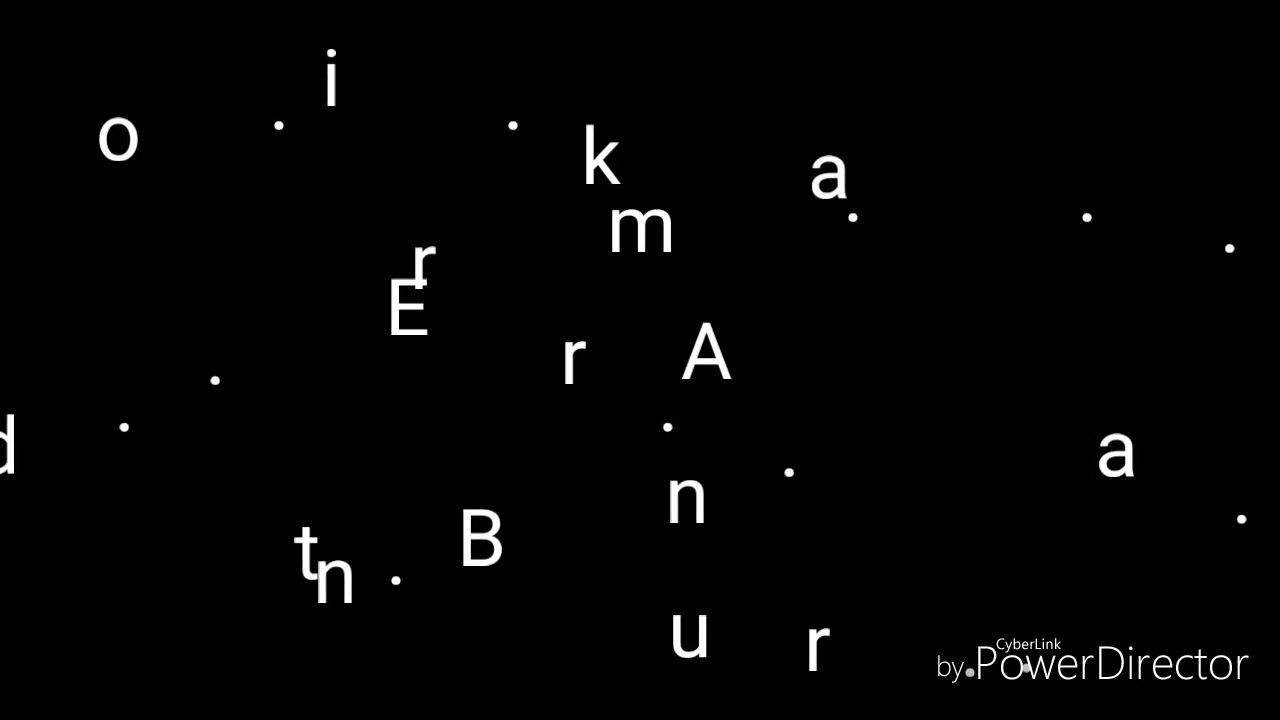 i
o . .
k
a
m . .
.
r
E
r A
.
d . .
a
.
n
.
B
t
n .
u
r
CyberLink
by PowerDirector